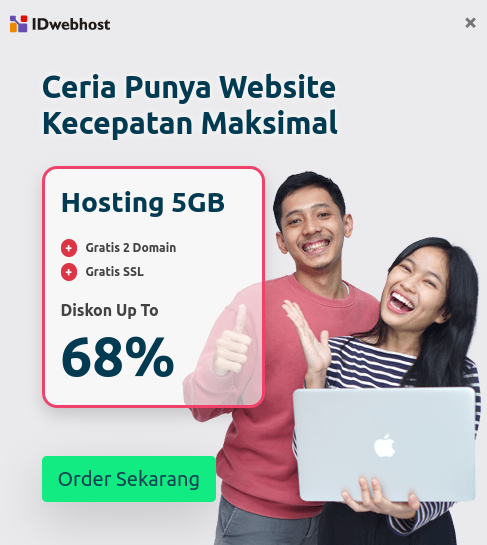 IDwebhost
Ceria Punya Website
Kecepatan Maksimal
Hosting 5GB
Gratis 2 Domain
Gratis SSL
Diskon Up To
68%
Order Sekarang